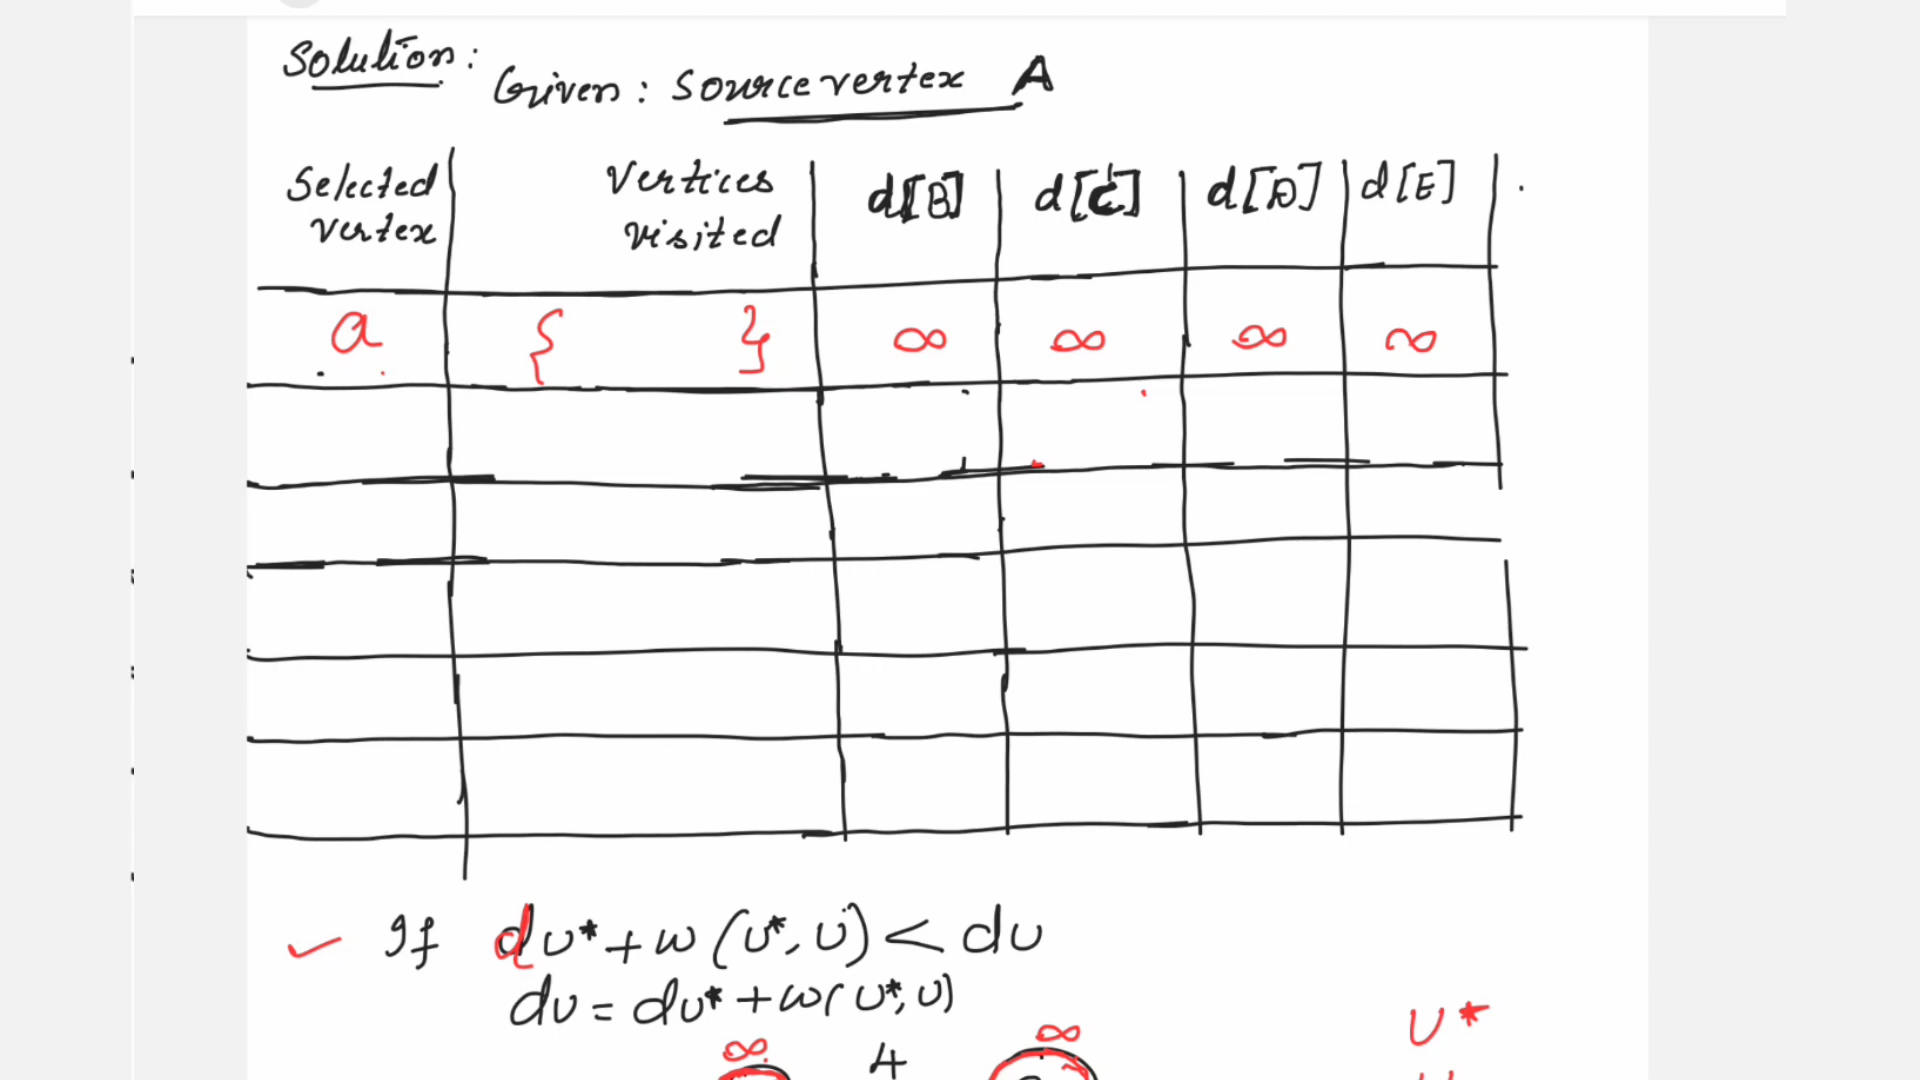 Solution:
Given: Source vertex A
Selected vertex | Vertices visited | d[B] | d[C] | d[D] | d[E]
a | { } | ∞ | ∞ | ∞ | ∞
✓ If du* + w(u*, u) < du
du = du* + w(u*, u)
u*
∞ 4 ∞